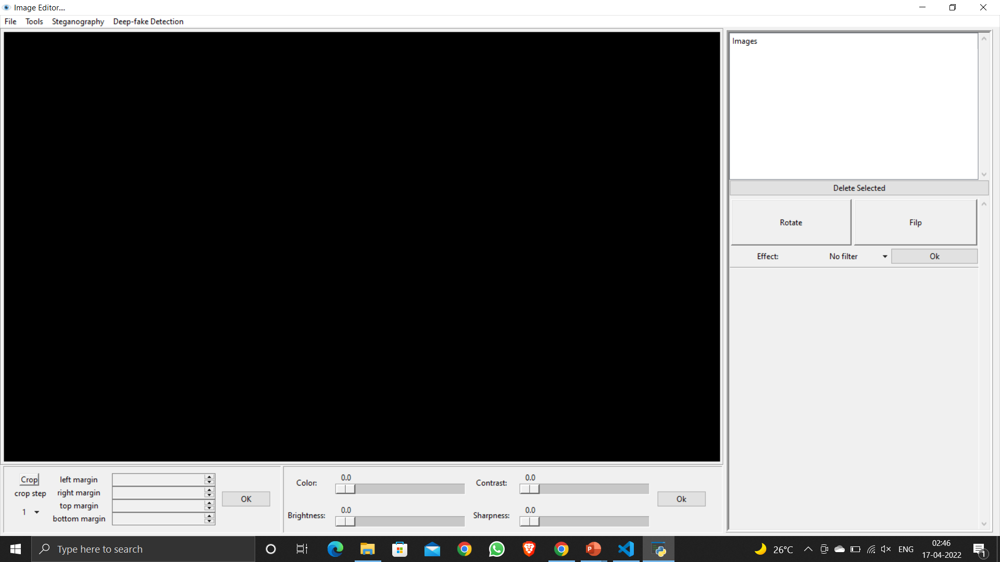 Image Editor....
File Tools Steganography Deep-fake Detection
Images
Delete Selected
Rotate Filp
Effect: No filter Ok
Crop left margin
crop step right margin
1 top margin
bottom margin
OK
Color: 0.0 Contrast: 0.0
Brightness: 0.0 Sharpness: 0.0
Ok
Type here to search
P
26°C
ENG
02:46
17-04-2022
1